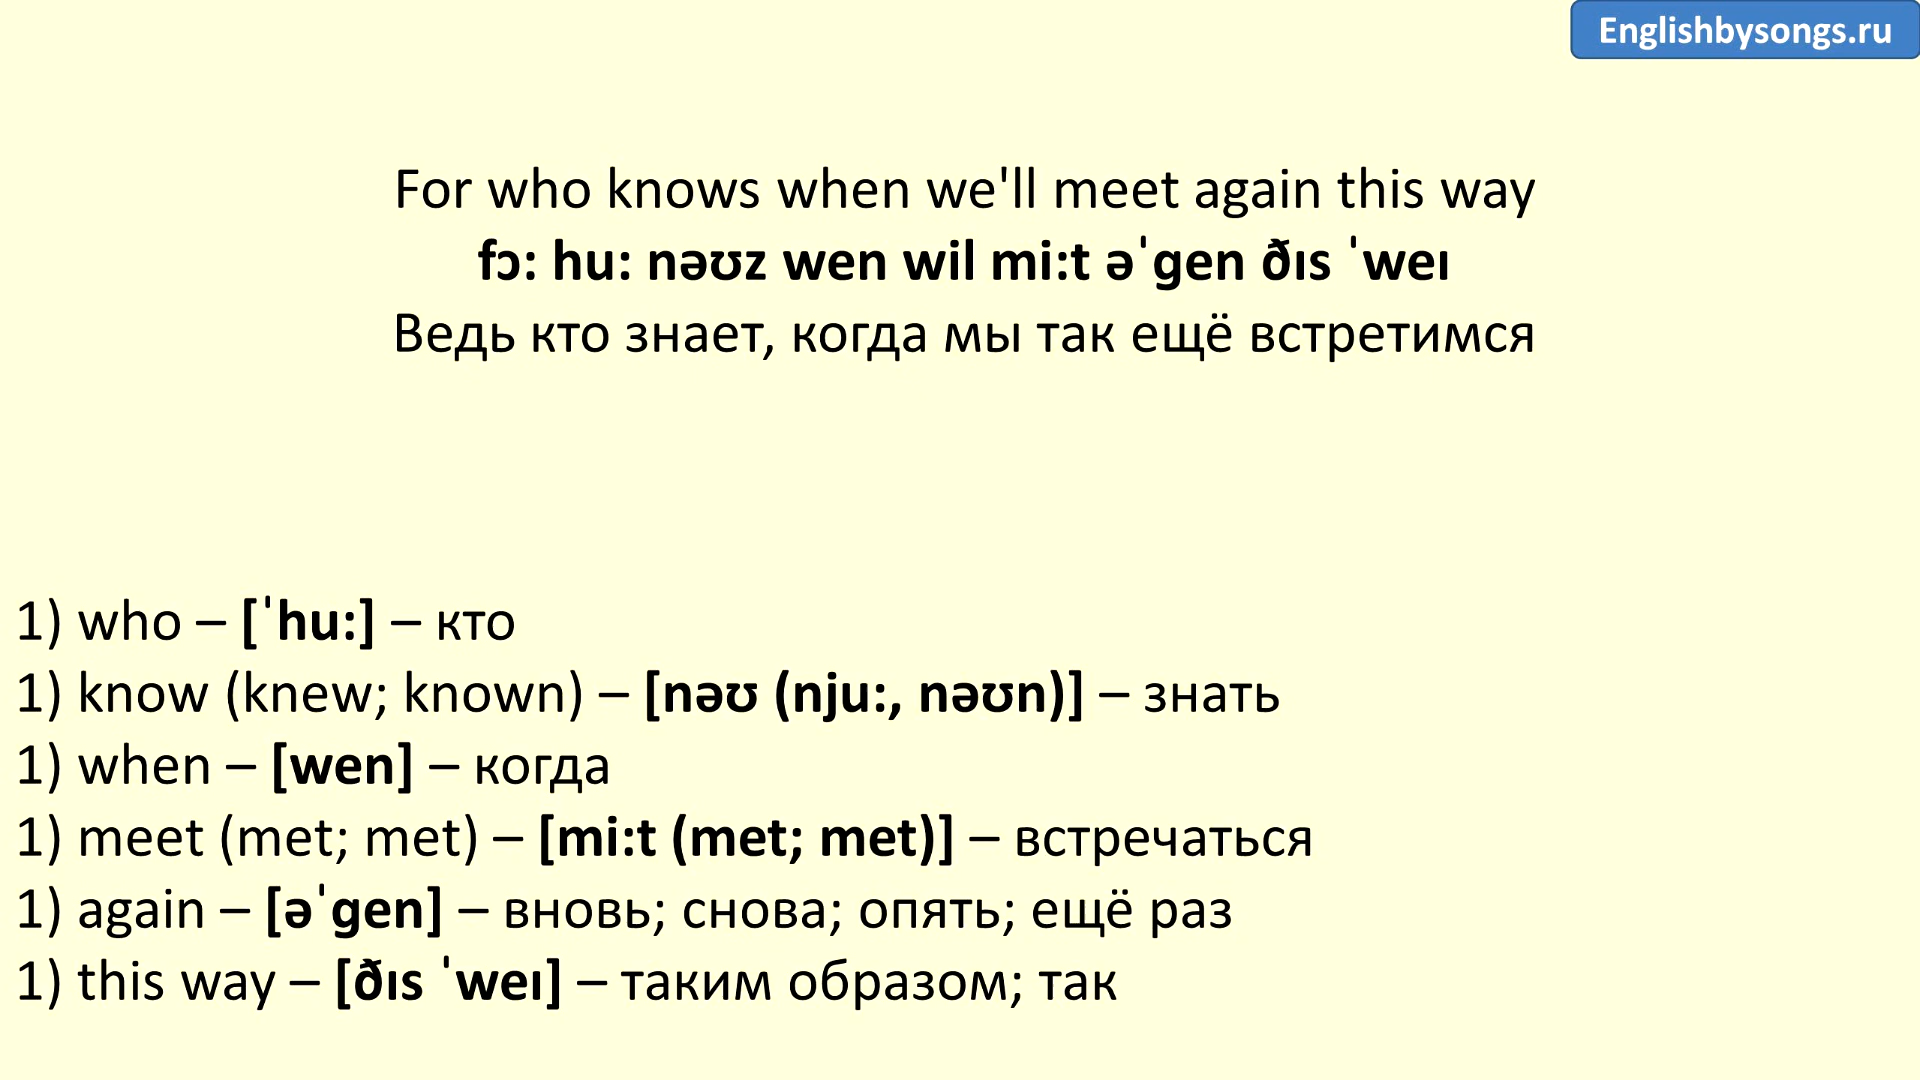 Englishbysongs.ru
For who knows when we'll meet again this way
fɔ: hu: nəʊz wen wil mi:t əˈgen ðɪs ˈweɪ
Ведь кто знает, когда мы так ещё встретимся
1) who – [ˈhu:] – кто
1) know (knew; known) – [nəʊ (nju:, nəʊn)] – знать
1) when – [wen] – когда
1) meet (met; met) – [mi:t (met; met)] – встречаться
1) again – [əˈgen] – вновь; снова; опять; ещё раз
1) this way – [ðɪs ˈweɪ] – таким образом; так